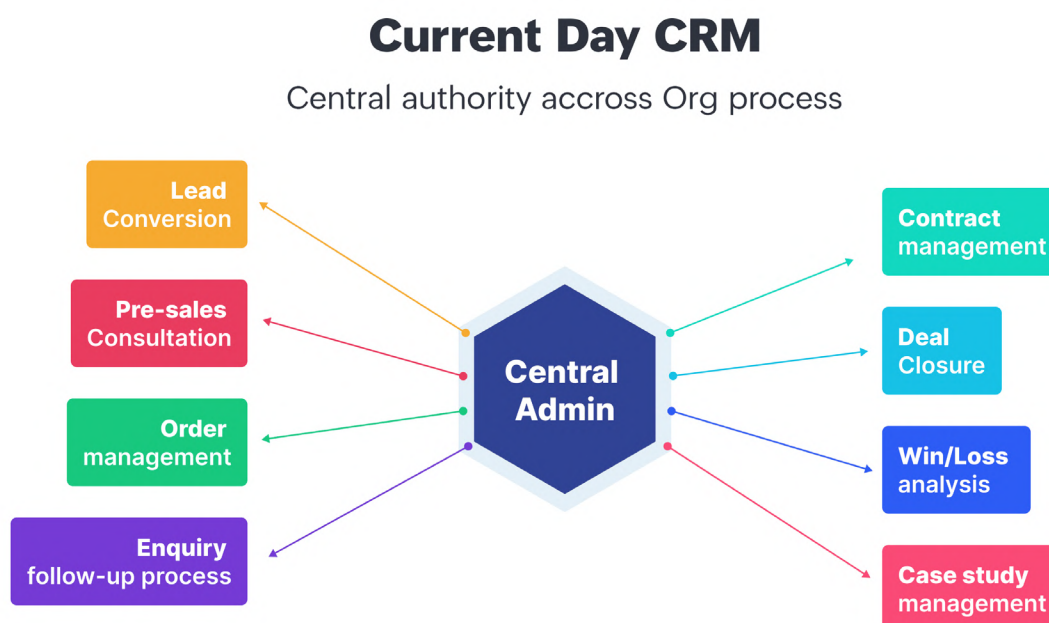 Current Day CRM
Central authority accross Org process
Lead
Conversion
Pre-sales
Consultation
Order
management
Enquiry
follow-up process
Central
Admin
Contract
management
Deal
Closure
Win/Loss
analysis
Case study
management